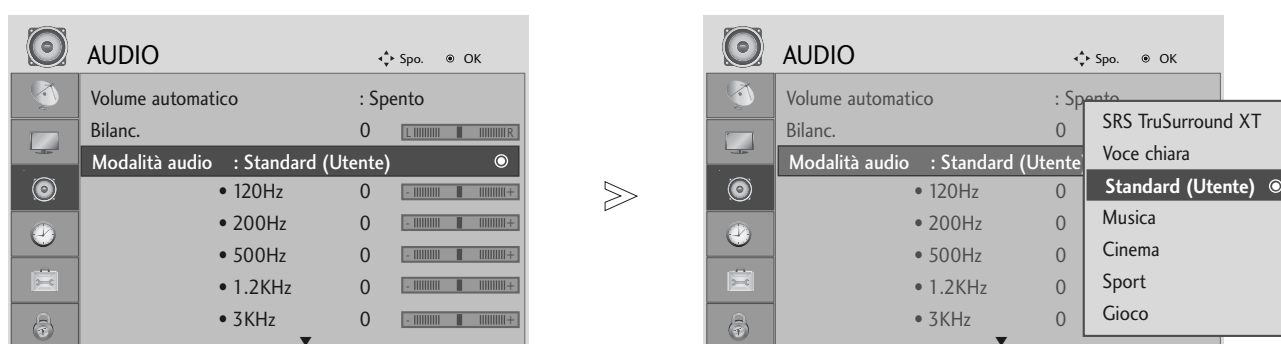 AUDIO
Spo. OK
Volume automatico : Spento
Bilanc. 0 L R
Modalità audio : Standard (Utente)
• 120Hz 0 - +
• 200Hz 0 - +
• 500Hz 0 - +
• 1.2KHz 0 - +
• 3KHz 0 - +
AUDIO
Spo. OK
Volume automatico : Spento
Bilanc. 0
Modalità audio : Standard (Utente
• 120Hz 0
• 200Hz 0
• 500Hz 0
• 1.2KHz 0
• 3KHz 0
SRS TruSurround XT
Voce chiara
Standard (Utente)
Musica
Cinema
Sport
Gioco